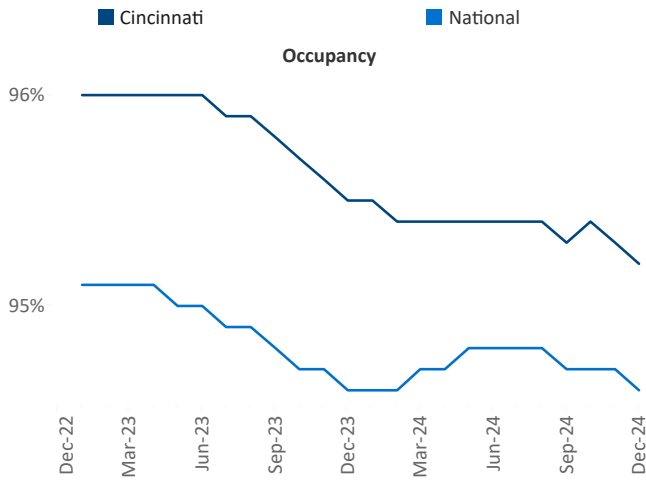 Cincinnati National
Occupancy
96%
95%
Dec-22 Mar-23 Jun-23 Sep-23 Dec-23 Mar-24 Jun-24 Sep-24 Dec-24